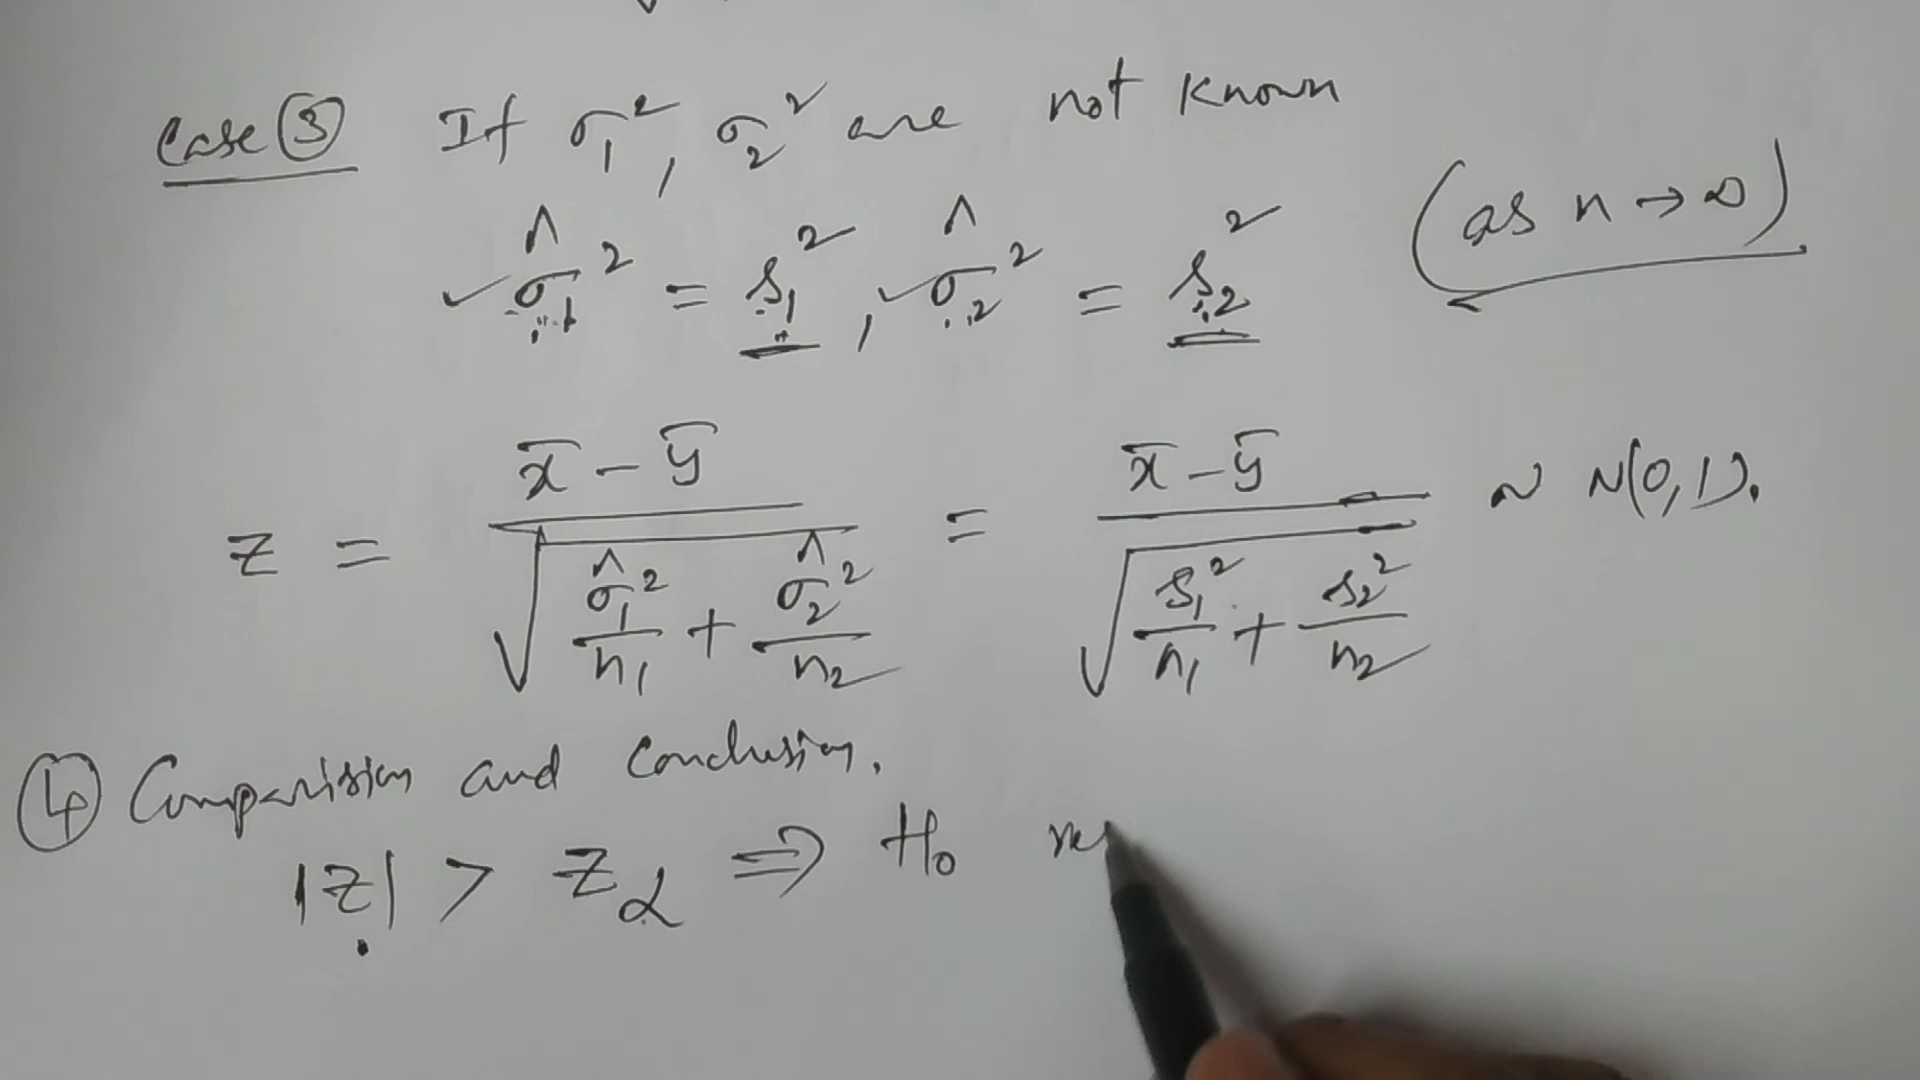 Case ③ If σ₁², σ₂² are not known
✓σ̂₁² = s₁², ✓σ̂₂² = s₂² (as n → ∞)
z = (x̄ - ȳ) / √(σ̂₁²/n₁ + σ̂₂²/n₂) = (x̄ - ȳ) / √(s₁²/n₁ + s₂²/n₂) ~ N(0,1).
④ Comparision and Conclusion.
|z| > z_α ⇒ H₀